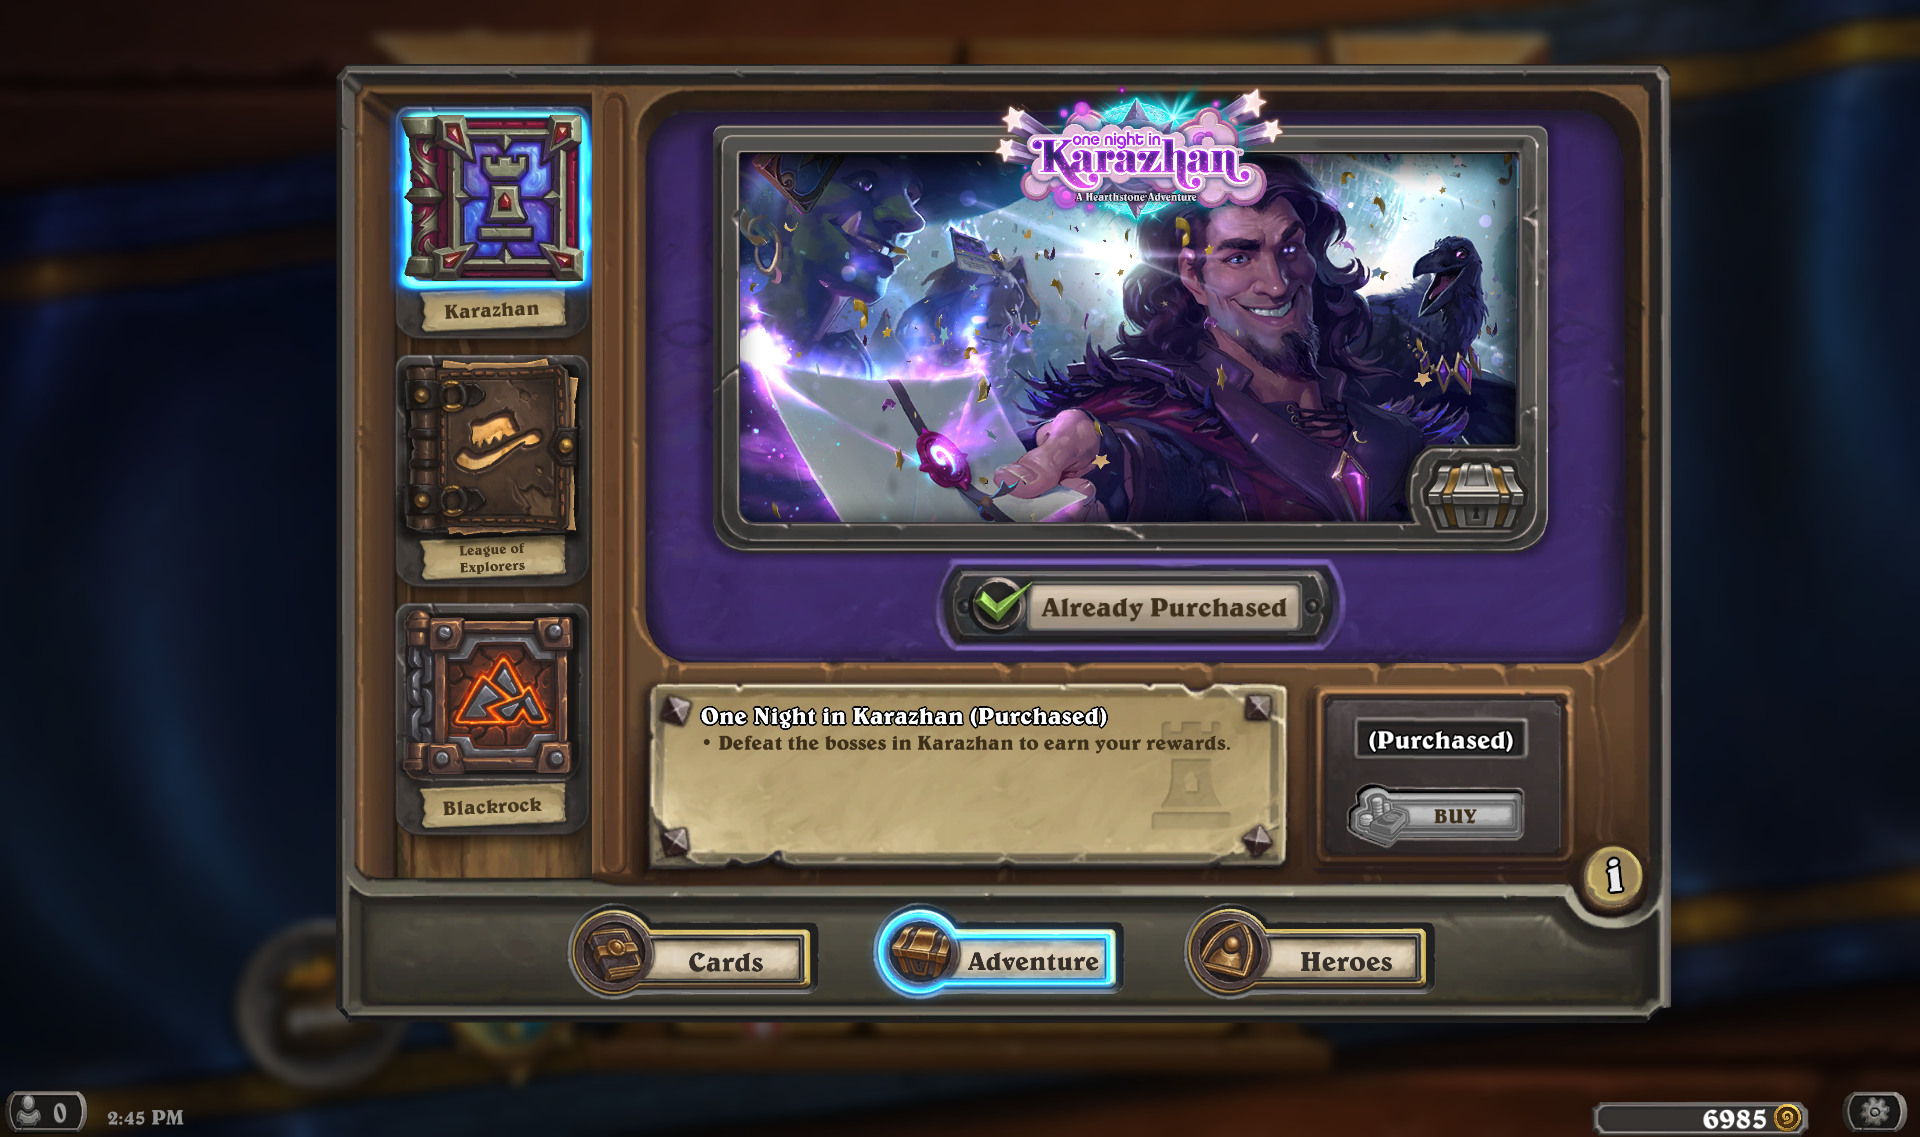 one night in
Karazhan
A Hearthstone Adventure
Karazhan
League of
Explorers
Blackrock
Already Purchased
One Night in Karazhan (Purchased)
• Defeat the bosses in Karazhan to earn your rewards.
(Purchased)
BUY
i
Cards
Adventure
Heroes
0
2:45 PM
6985